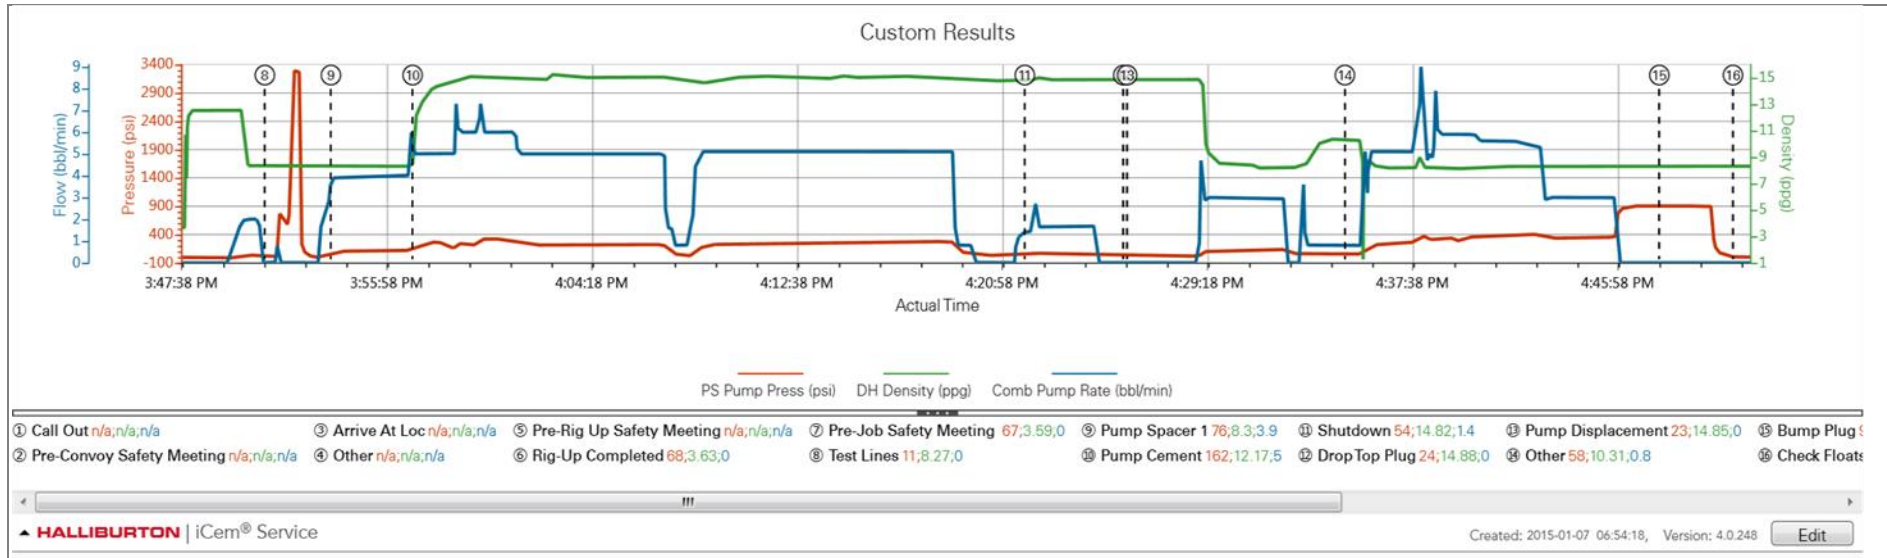 Custom Results
Flow (bbl/min)
9
8
7
6
5
4
3
2
1
0
Pressure (psi)
3400
2900
2400
1900
1400
900
400
-100
⑧ ⑨ ⑩ ⑪ ⑬ ⑭ ⑮ ⑯
15
13
11
9
7
5
3
1
Density (ppg)
3:47:38 PM 3:55:58 PM 4:04:18 PM 4:12:38 PM 4:20:58 PM 4:29:18 PM 4:37:38 PM 4:45:58 PM
Actual Time
PS Pump Press (psi) DH Density (ppg) Comb Pump Rate (bbl/min)
① Call Out n/a;n/a;n/a ③ Arrive At Loc n/a;n/a;n/a ⑤ Pre-Rig Up Safety Meeting n/a;n/a;n/a ⑦ Pre-Job Safety Meeting 67;3.59;0 ⑨ Pump Spacer 1 76;8.3;3.9 ⑪ Shutdown 54;14.82;1.4 ⑬ Pump Displacement 23;14.85;0 ⑮ Bump Plug
② Pre-Convoy Safety Meeting n/a;n/a;n/a ④ Other n/a;n/a;n/a ⑥ Rig-Up Completed 68;3.63;0 ⑧ Test Lines 11;8.27;0 ⑩ Pump Cement 162;12.17;5 ⑫ Drop Top Plug 24;14.88;0 ⑭ Other 58;10.31;0.8 ⑯ Check Floats
HALLIBURTON | iCem® Service
Created: 2015-01-07 06:54:18, Version: 4.0.248
Edit